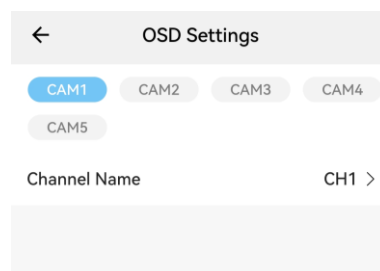 OSD Settings
CAM1 CAM2 CAM3 CAM4
CAM5
Channel Name CH1